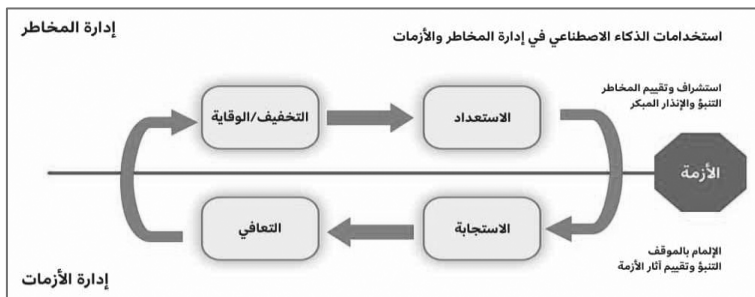 إدارة المخاطر
استخدامات الذكاء الاصطناعي في إدارة المخاطر والأزمات
استشراف وتقييم المخاطر
التنبؤ والإنذار المبكر
الاستعداد
التخفيف/الوقاية
الأزمة
الاستجابة
التعافي
الإلمام بالموقف
التنبؤ وتقييم آثار الأزمة
إدارة الأزمات